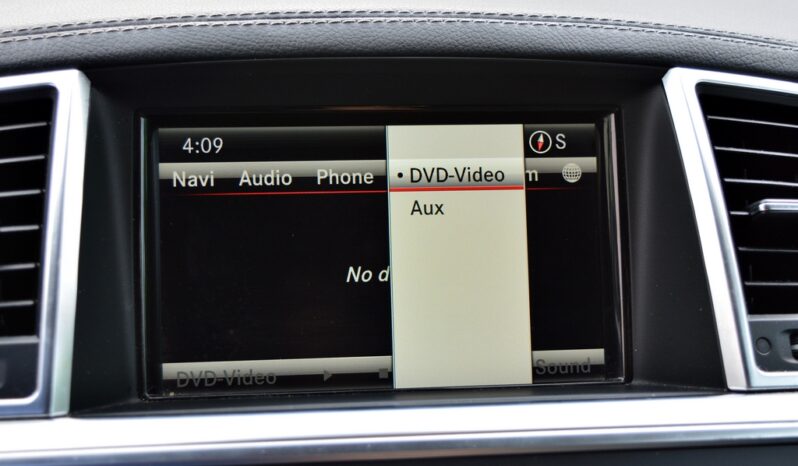 4:09 S
Navi Audio Phone • DVD-Video m
Aux
No d
DVD-Video Sound